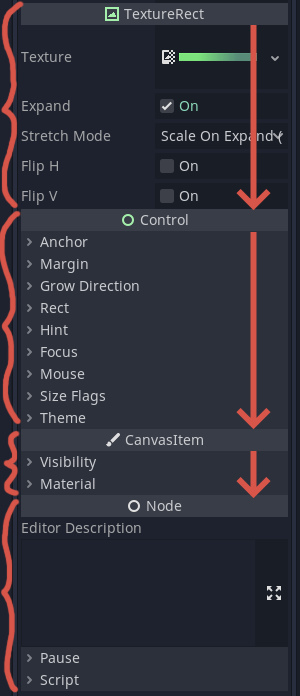 TextureRect
Texture
Expand On
Stretch Mode Scale On Expand (
Flip H On
Flip V On
Control
Anchor
Margin
Grow Direction
Rect
Hint
Focus
Mouse
Size Flags
Theme
CanvasItem
Visibility
Material
Node
Editor Description
Pause
Script